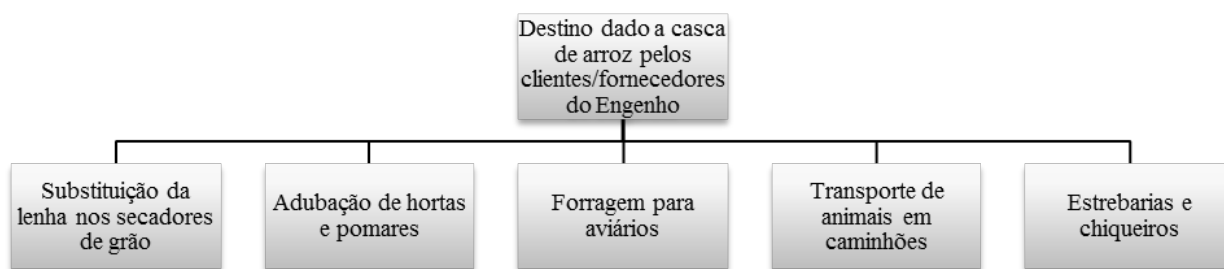 Destino dado a casca
de arroz pelos
clientes/fornecedores
do Engenho
Substituição da
lenha nos secadores
de grão
Adubação de hortas
e pomares
Forragem para
aviários
Transporte de
animais em
caminhões
Estrebarias e
chiqueiros